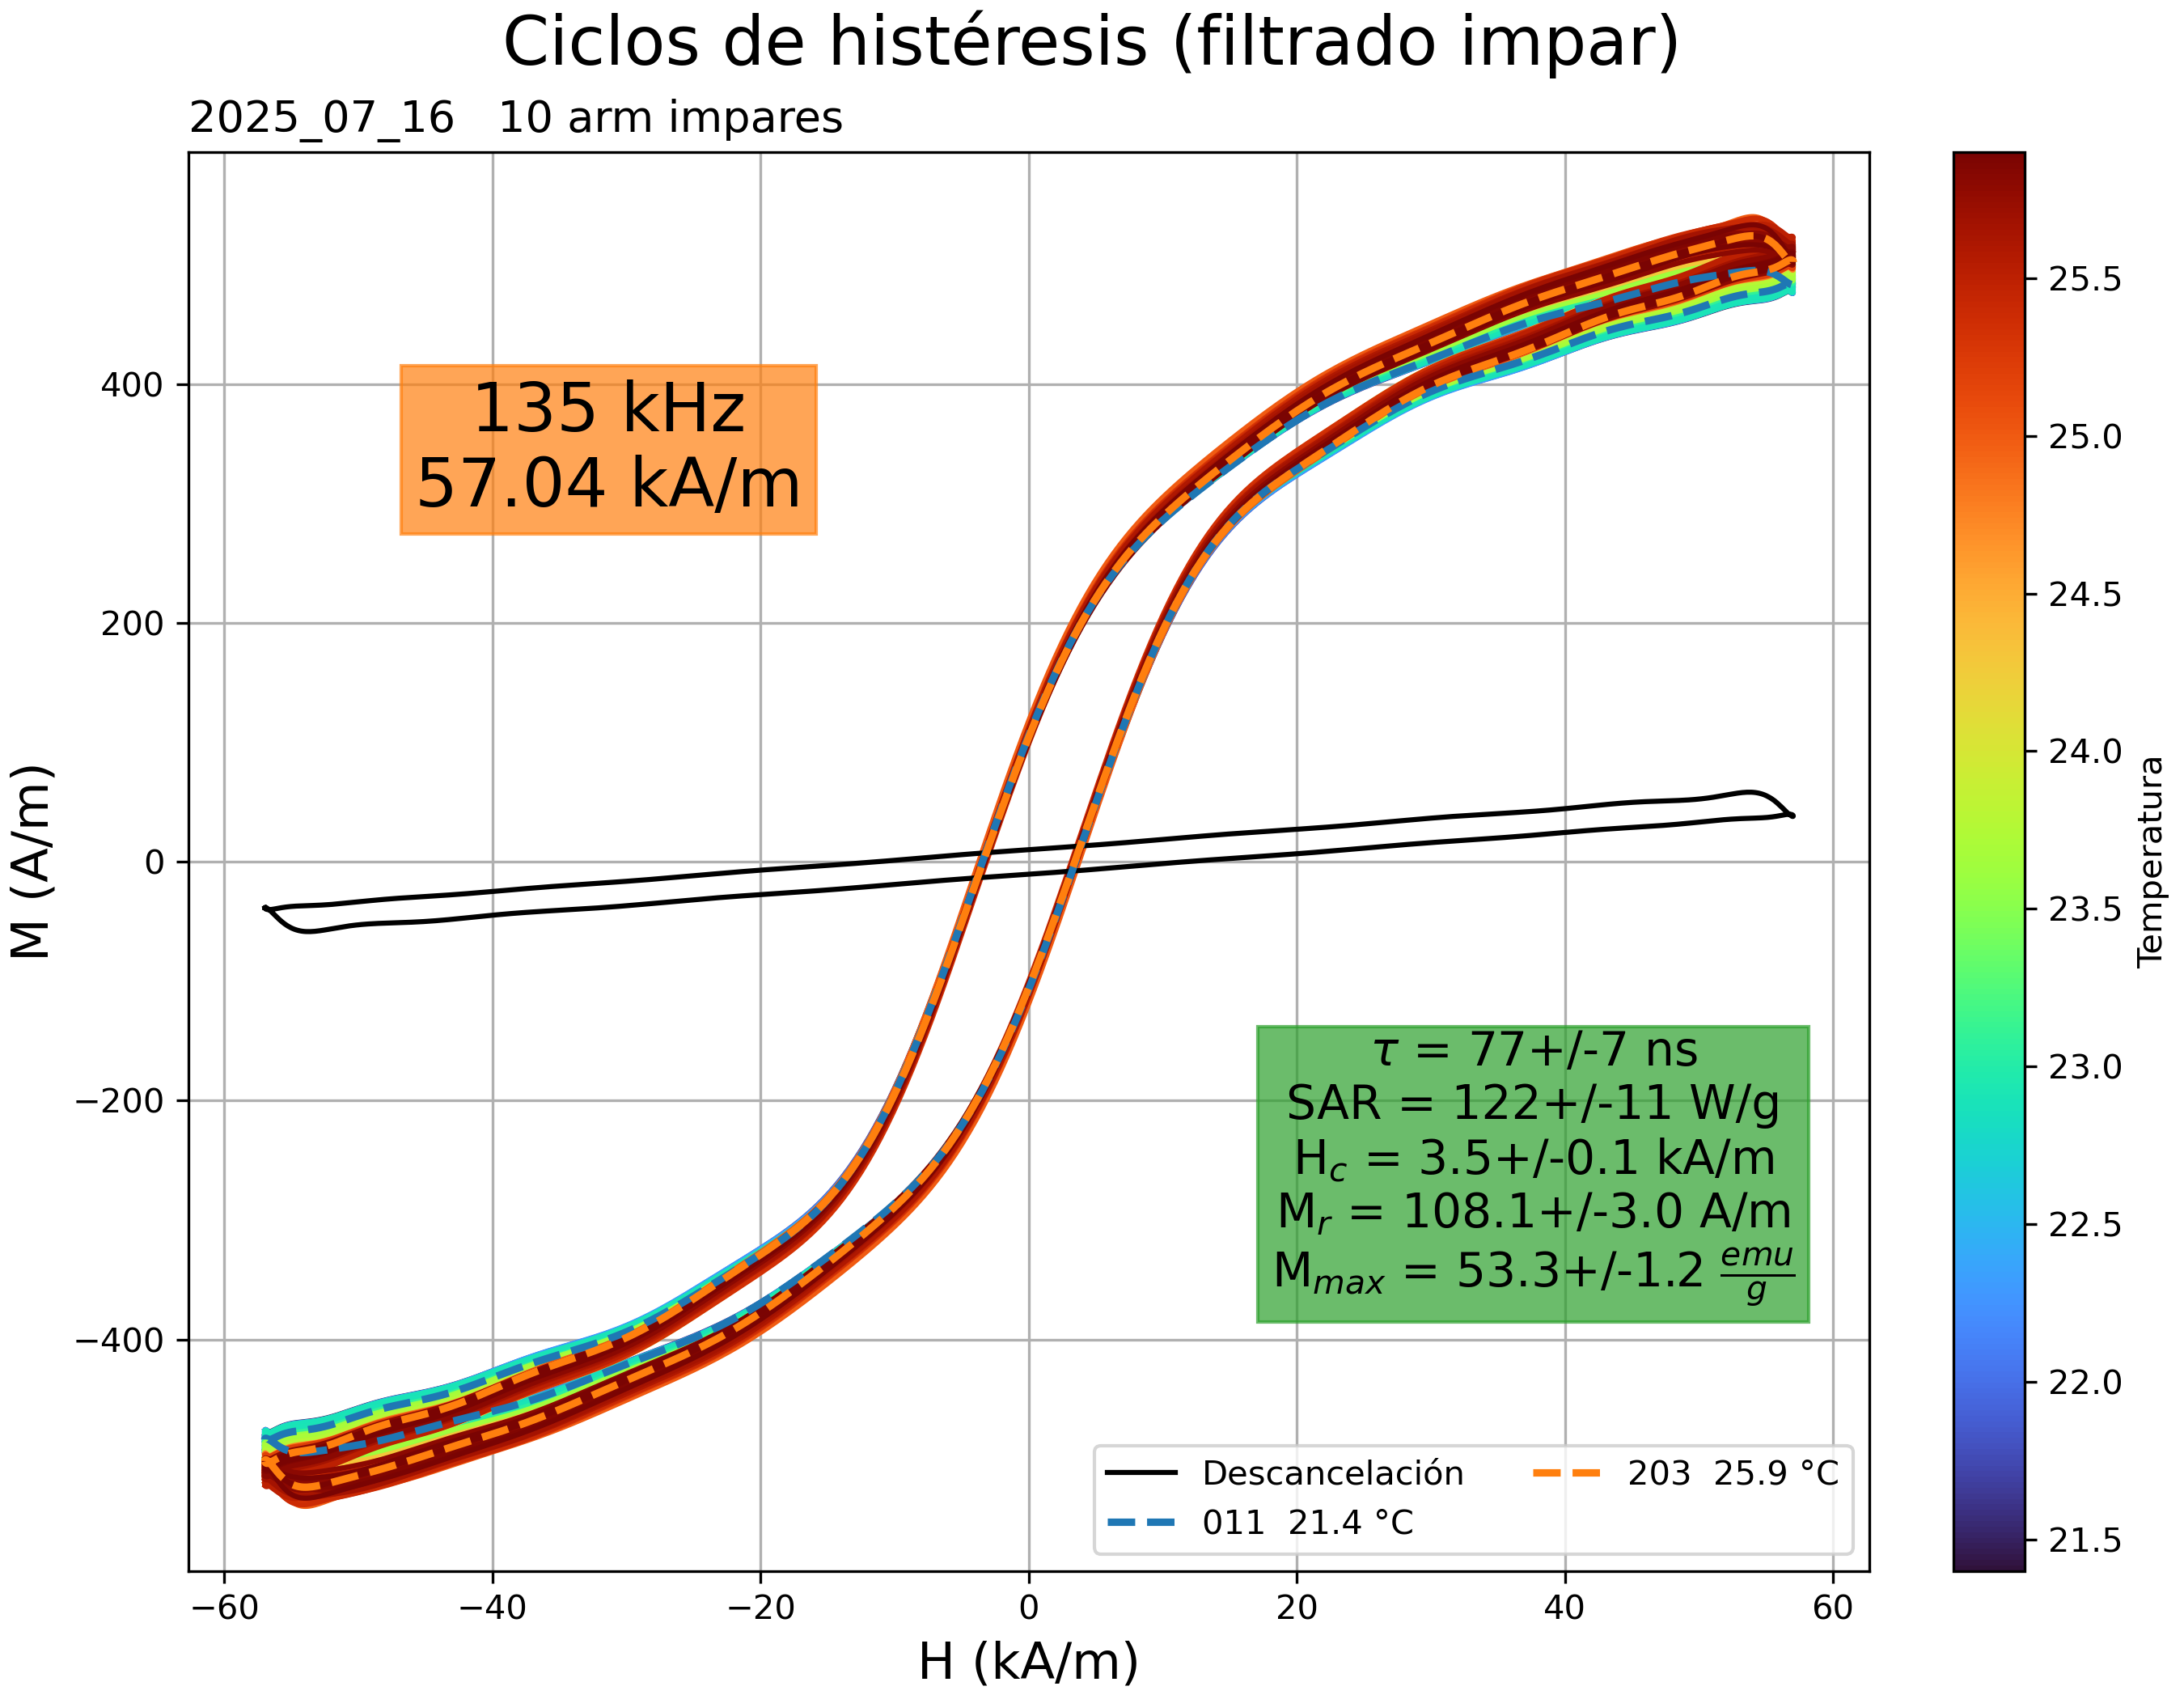 Ciclos de histéresis (filtrado impar)
2025_07_16   10 arm impares
135 kHz
57.04 kA/m
τ = 77+/-7 ns
SAR = 122+/-11 W/g
H_c = 3.5+/-0.1 kA/m
M_r = 108.1+/-3.0 A/m
M_max = 53.3+/-1.2 emu/g
Descancelación
011  21.4 °C
203  25.9 °C
M (A/m)
400
200
0
−200
−400
−60
−40
−20
0
20
40
60
H (kA/m)
25.5
25.0
24.5
24.0
23.5
23.0
22.5
22.0
21.5
Temperatura